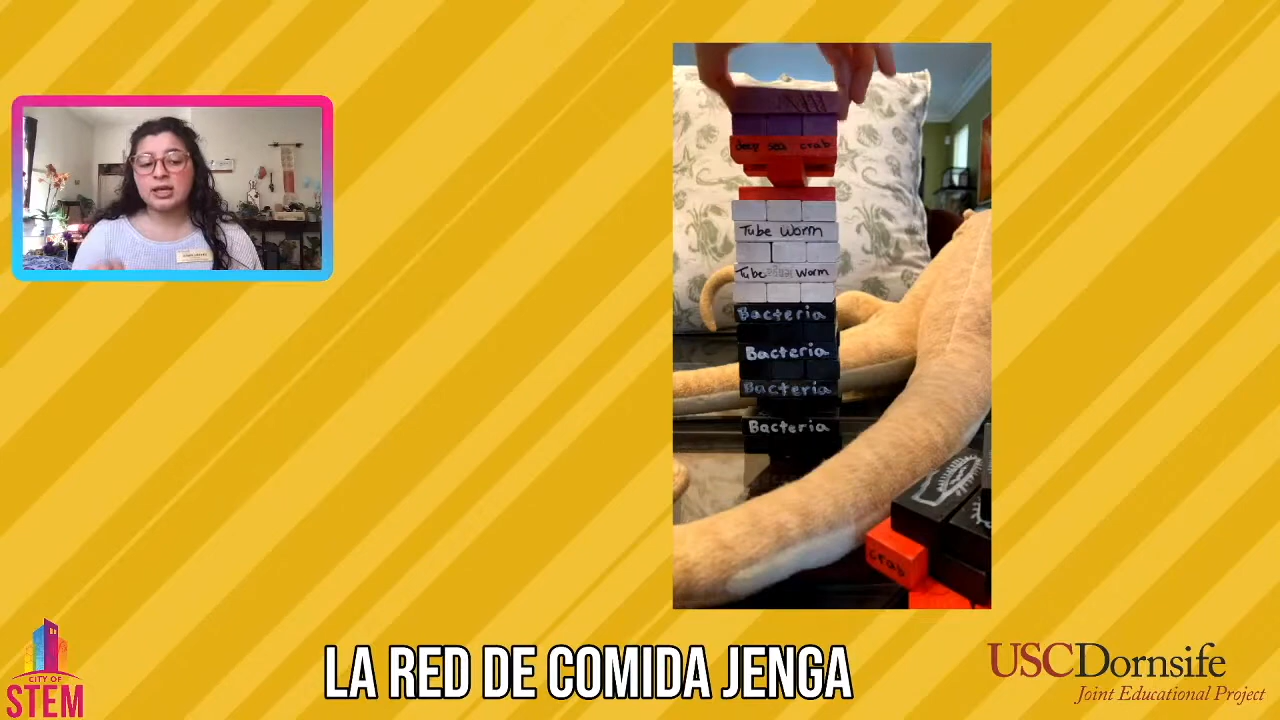 deep sea crab
Tube Worm
Tube Worm
Bacteria
Bacteria
Bacteria
Bacteria
crab
CITY OF
STEM
LA RED DE COMIDA JENGA
USCDornsife
Joint Educational Project